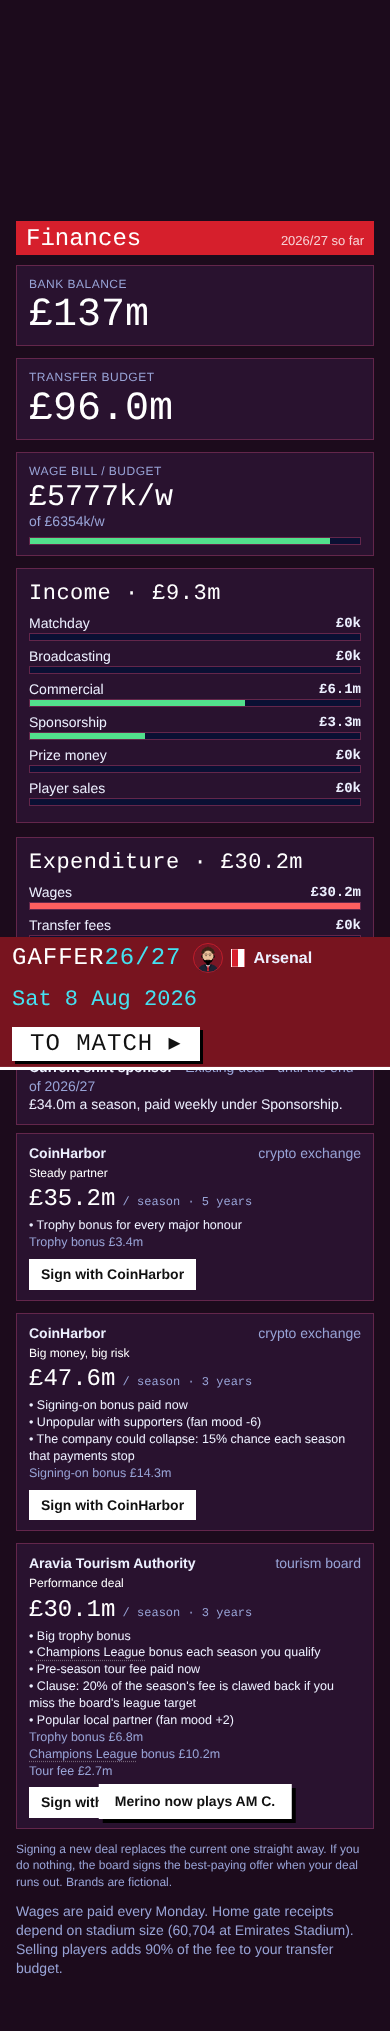 Finances
2026/27 so far
BANK BALANCE
£137m
TRANSFER BUDGET
£96.0m
WAGE BILL / BUDGET
£5777k/w
of £6354k/w
Income · £9.3m
Matchday £0k
Broadcasting £0k
Commercial £6.1m
Sponsorship £3.3m
Prize money £0k
Player sales £0k
Expenditure · £30.2m
Wages £30.2m
Transfer fees £0k
GAFFER26/27 Arsenal
Sat 8 Aug 2026
TO MATCH ►
Current shirt sponsor Existing deal until the end
of 2026/27
£34.0m a season, paid weekly under Sponsorship.
CoinHarbor crypto exchange
Steady partner
£35.2m / season · 5 years
• Trophy bonus for every major honour
Trophy bonus £3.4m
Sign with CoinHarbor
CoinHarbor crypto exchange
Big money, big risk
£47.6m / season · 3 years
• Signing-on bonus paid now
• Unpopular with supporters (fan mood -6)
• The company could collapse: 15% chance each season
that payments stop
Signing-on bonus £14.3m
Sign with CoinHarbor
Aravia Tourism Authority tourism board
Performance deal
£30.1m / season · 3 years
• Big trophy bonus
• Champions League bonus each season you qualify
• Pre-season tour fee paid now
• Clause: 20% of the season's fee is clawed back if you
miss the board's league target
• Popular local partner (fan mood +2)
Trophy bonus £6.8m
Champions League bonus £10.2m
Tour fee £2.7m
Sign with
Merino now plays AM C.
Signing a new deal replaces the current one straight away. If you
do nothing, the board signs the best-paying offer when your deal
runs out. Brands are fictional.
Wages are paid every Monday. Home gate receipts
depend on stadium size (60,704 at Emirates Stadium).
Selling players adds 90% of the fee to your transfer
budget.